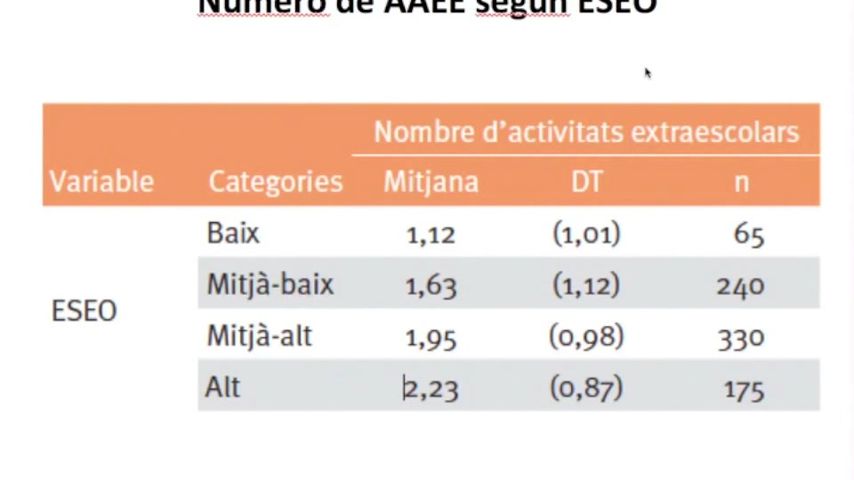 Número de AAEE según ESEO
Nombre d'activitats extraescolars
Variable Categories Mitjana DT n
Baix 1,12 (1,01) 65
Mitjà-baix 1,63 (1,12) 240
ESEO
Mitjà-alt 1,95 (0,98) 330
Alt 2,23 (0,87) 175